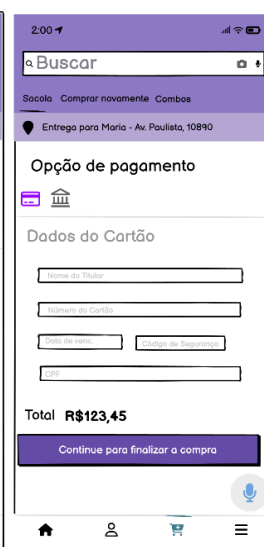 2:00
Buscar
Sacola Comprar novamente Combos
Entrega para Maria - Av. Paulista, 10890
Opção de pagamento
Dados do Cartão
Nome do Titular
Número do Cartão
Data de venc. Código de Segurança
CPF
Total R$123,45
Continue para finalizar a compra